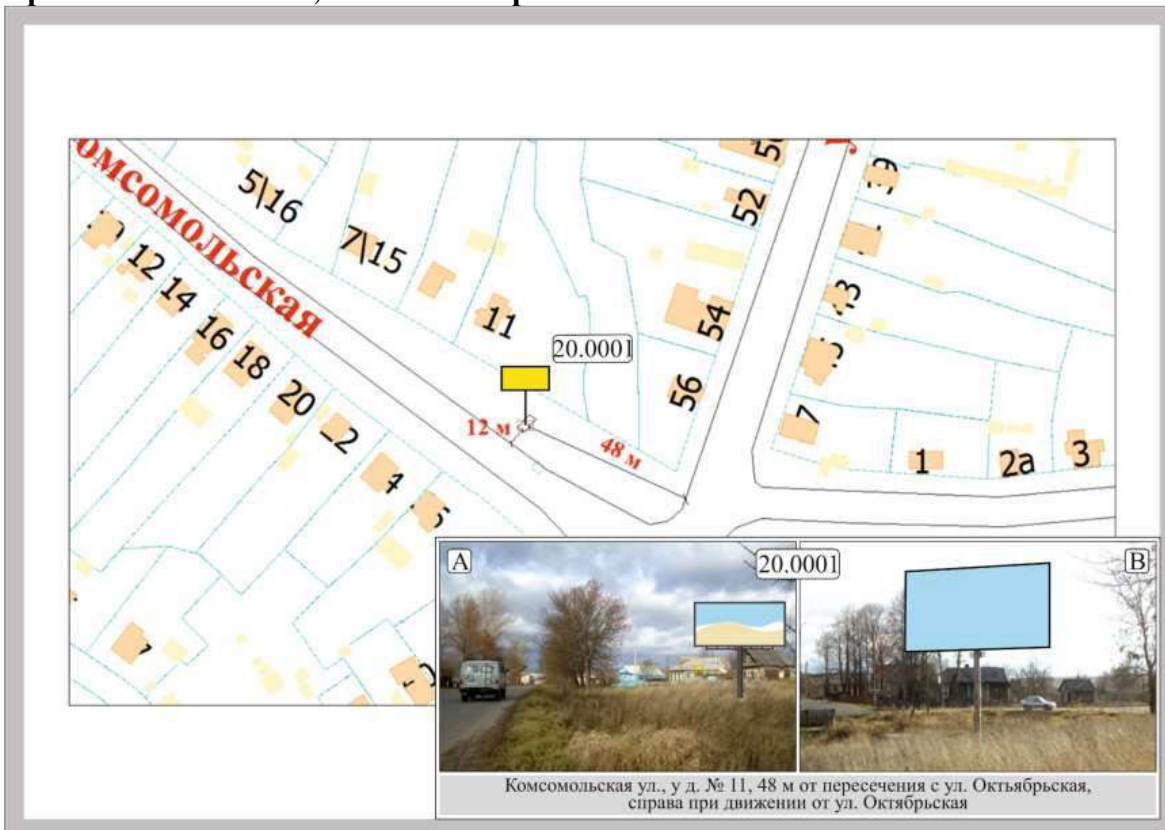 омсомольская
5\16
7\15
11
12
14
16
18
20
52
54
56
7
1
2а
3
20.0001
12 м
48 м
А
20.0001
В
Комсомольская ул., у д. № 11, 48 м от пересечения с ул. Октьябрьская,
справа при движении от ул. Октябрьская